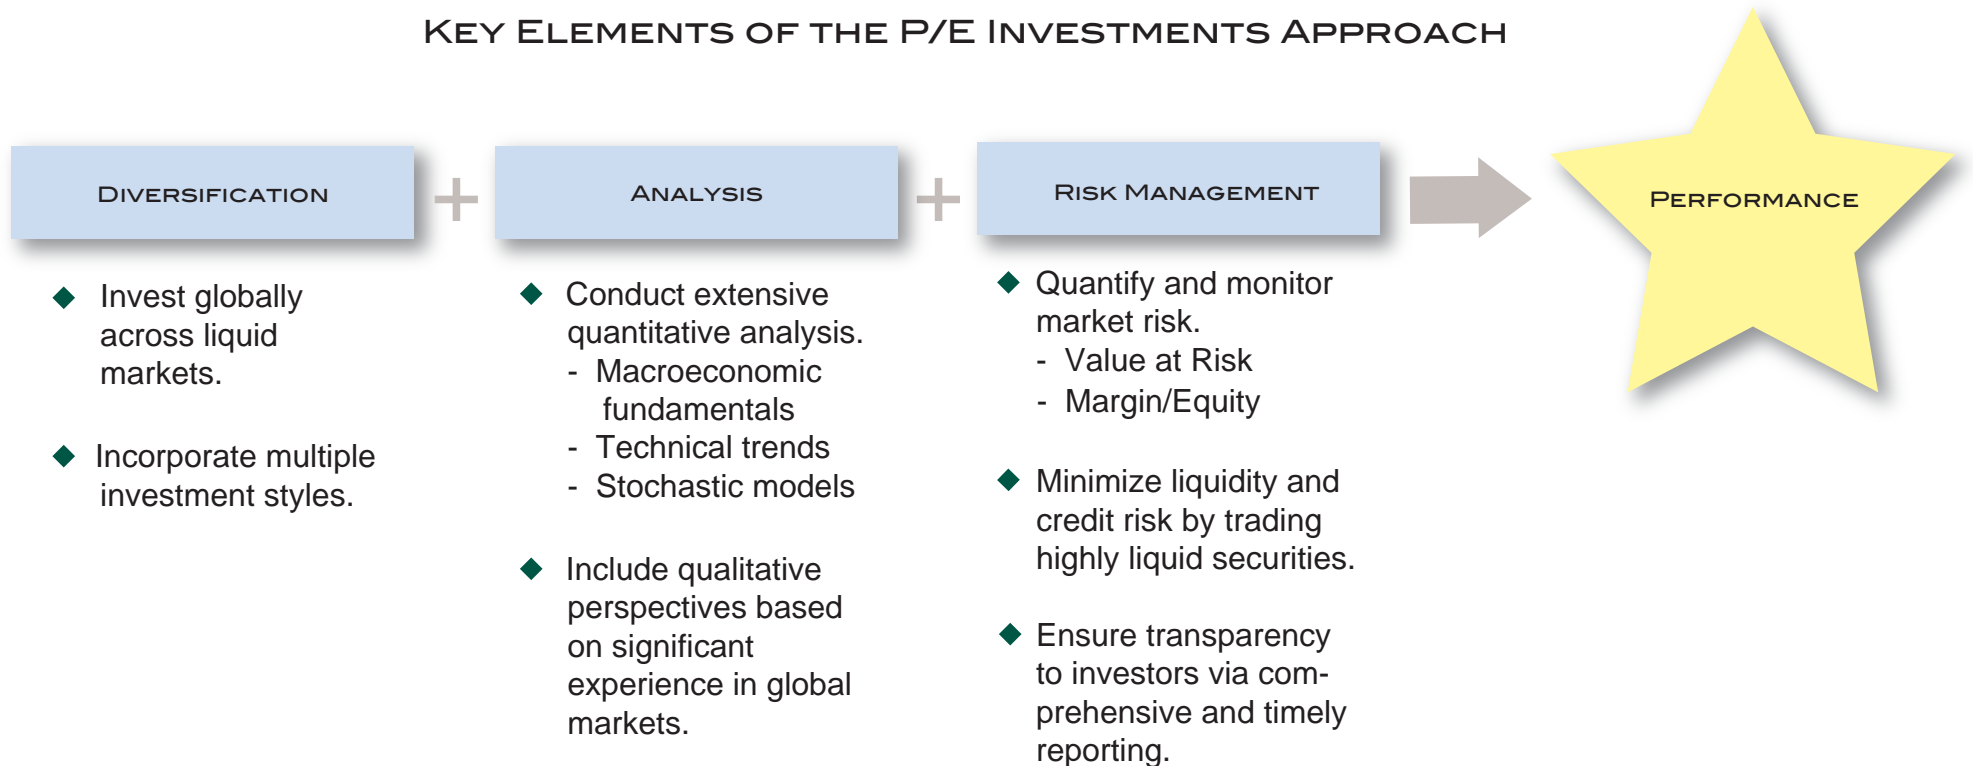 Key Elements of the P/E Investments Approach
Diversification
+
Analysis
+
Risk Management
Performance
◆ Invest globally
across liquid
markets.
◆ Incorporate multiple
investment styles.
◆ Conduct extensive
quantitative analysis.
- Macroeconomic
fundamentals
- Technical trends
- Stochastic models
◆ Include qualitative
perspectives based
on significant
experience in global
markets.
◆ Quantify and monitor
market risk.
- Value at Risk
- Margin/Equity
◆ Minimize liquidity and
credit risk by trading
highly liquid securities.
◆ Ensure transparency
to investors via com-
prehensive and timely
reporting.